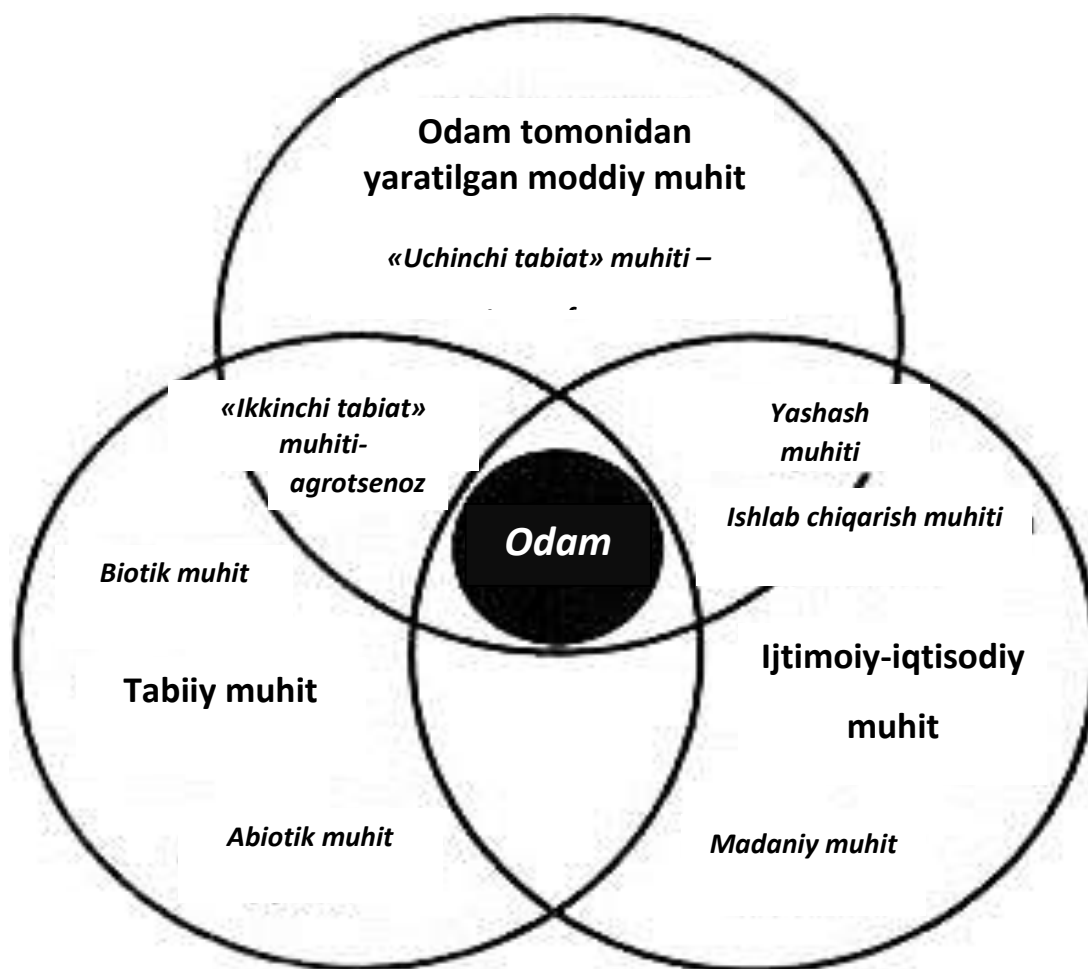 Odam tomonidan
yaratilgan moddiy muhit
«Uchinchi tabiat» muhiti –
«Ikkinchi tabiat»
muhiti-
agrotsenoz
Yashash
muhiti
Ishlab chiqarish muhiti
Odam
Biotik muhit
Tabiiy muhit
Ijtimoiy-iqtisodiy
muhit
Abiotik muhit
Madaniy muhit